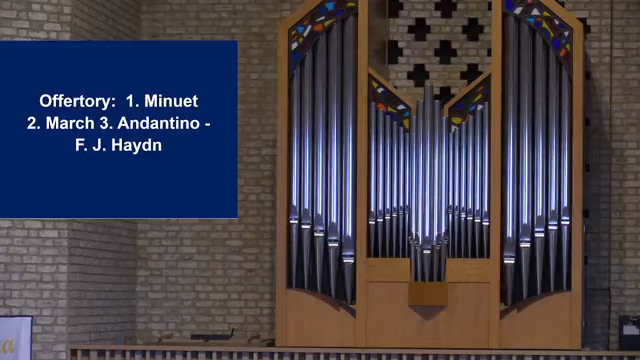 Offertory: 1. Minuet
2. March 3. Andantino -
F. J. Haydn